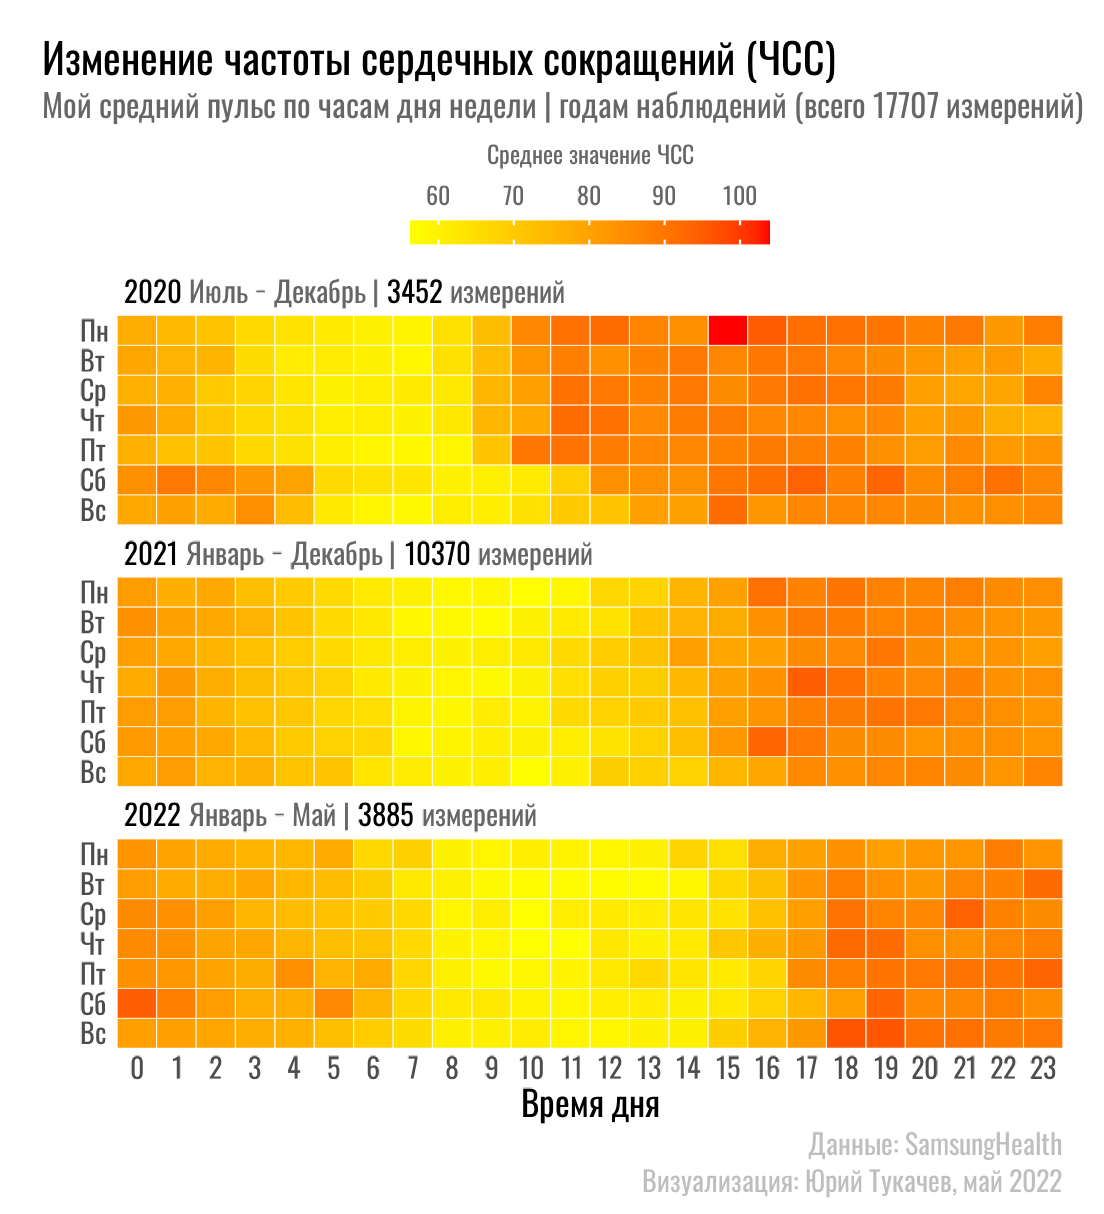 Изменение частоты сердечных сокращений (ЧСС)
Мой средний пульс по часам дня недели | годам наблюдений (всего 17707 измерений)
Среднее значение ЧСС
60 70 80 90 100
2020 Июль - Декабрь | 3452 измерений
Пн
Вт
Ср
Чт
Пт
Сб
Вс
2021 Январь - Декабрь | 10370 измерений
Пн
Вт
Ср
Чт
Пт
Сб
Вс
2022 Январь - Май | 3885 измерений
Пн
Вт
Ср
Чт
Пт
Сб
Вс
0 1 2 3 4 5 6 7 8 9 10 11 12 13 14 15 16 17 18 19 20 21 22 23
Время дня
Данные: SamsungHealth
Визуализация: Юрий Тукачев, май 2022